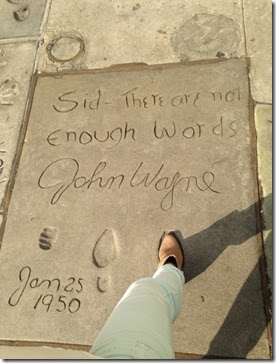 Sid - There are not
enough Words
John Wayne
Jan 25
1950